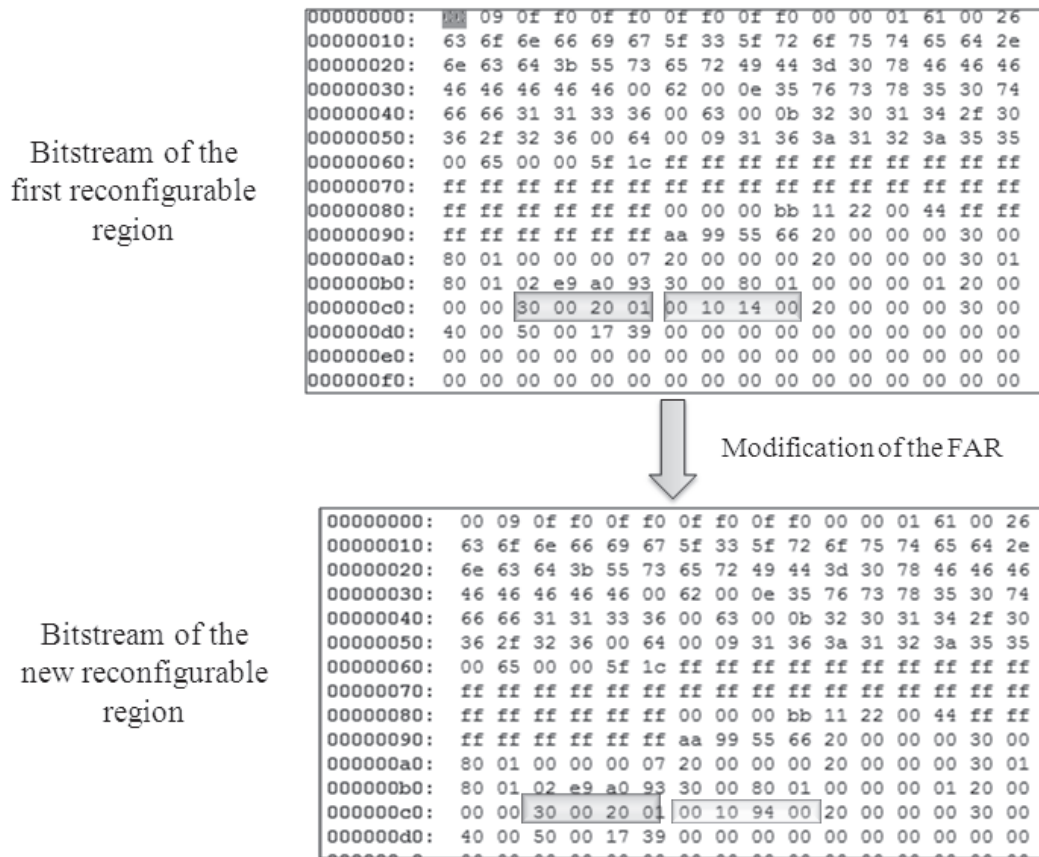 00000000: 00 09 0f f0 0f f0 0f f0 0f f0 00 00 01 61 00 26
00000010: 63 6f 6e 66 69 67 5f 33 5f 72 6f 75 74 65 64 2e
00000020: 6e 63 64 3b 55 73 65 72 49 44 3d 30 78 46 46 46
00000030: 46 46 46 46 46 00 62 00 0e 35 76 73 78 35 30 74
00000040: 66 66 31 31 33 36 00 63 00 0b 32 30 31 34 2f 30
00000050: 36 2f 32 36 00 64 00 09 31 36 3a 31 32 3a 35 35
00000060: 00 65 00 00 5f 1c ff ff ff ff ff ff ff ff ff ff
00000070: ff ff ff ff ff ff ff ff ff ff ff ff ff ff ff ff
00000080: ff ff ff ff ff ff 00 00 00 bb 11 22 00 44 ff ff
00000090: ff ff ff ff ff ff aa 99 55 66 20 00 00 00 30 00
000000a0: 80 01 00 00 00 07 20 00 00 00 20 00 00 00 30 01
000000b0: 80 01 02 e9 a0 93 30 00 80 01 00 00 00 01 20 00
000000c0: 00 00 30 00 20 01 00 10 14 00 20 00 00 00 30 00
000000d0: 40 00 50 00 17 39 00 00 00 00 00 00 00 00 00 00
000000e0: 00 00 00 00 00 00 00 00 00 00 00 00 00 00 00 00
000000f0: 00 00 00 00 00 00 00 00 00 00 00 00 00 00 00 00
Bitstream of the
first reconfigurable
region
Modification of the FAR
00000000: 00 09 0f f0 0f f0 0f f0 0f f0 00 00 01 61 00 26
00000010: 63 6f 6e 66 69 67 5f 33 5f 72 6f 75 74 65 64 2e
00000020: 6e 63 64 3b 55 73 65 72 49 44 3d 30 78 46 46 46
00000030: 46 46 46 46 46 00 62 00 0e 35 76 73 78 35 30 74
00000040: 66 66 31 31 33 36 00 63 00 0b 32 30 31 34 2f 30
00000050: 36 2f 32 36 00 64 00 09 31 36 3a 31 32 3a 35 35
00000060: 00 65 00 00 5f 1c ff ff ff ff ff ff ff ff ff ff
00000070: ff ff ff ff ff ff ff ff ff ff ff ff ff ff ff ff
00000080: ff ff ff ff ff ff 00 00 00 bb 11 22 00 44 ff ff
00000090: ff ff ff ff ff ff aa 99 55 66 20 00 00 00 30 00
000000a0: 80 01 00 00 00 07 20 00 00 00 20 00 00 00 30 01
000000b0: 80 01 02 e9 a0 93 30 00 80 01 00 00 00 01 20 00
000000c0: 00 00 30 00 20 01 00 10 94 00 20 00 00 00 30 00
000000d0: 40 00 50 00 17 39 00 00 00 00 00 00 00 00 00 00
Bitstream of the
new reconfigurable
region